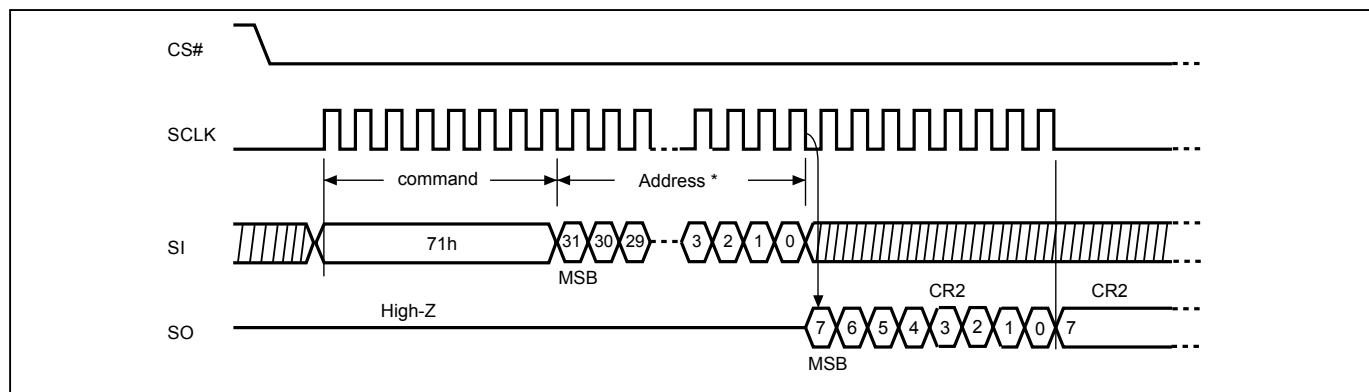 CS#
SCLK
command
Address *
SI
71h
31 30 29
3 2 1 0
MSB
CR2
CR2
High-Z
SO
7 6 5 4 3 2 1 0 7
MSB